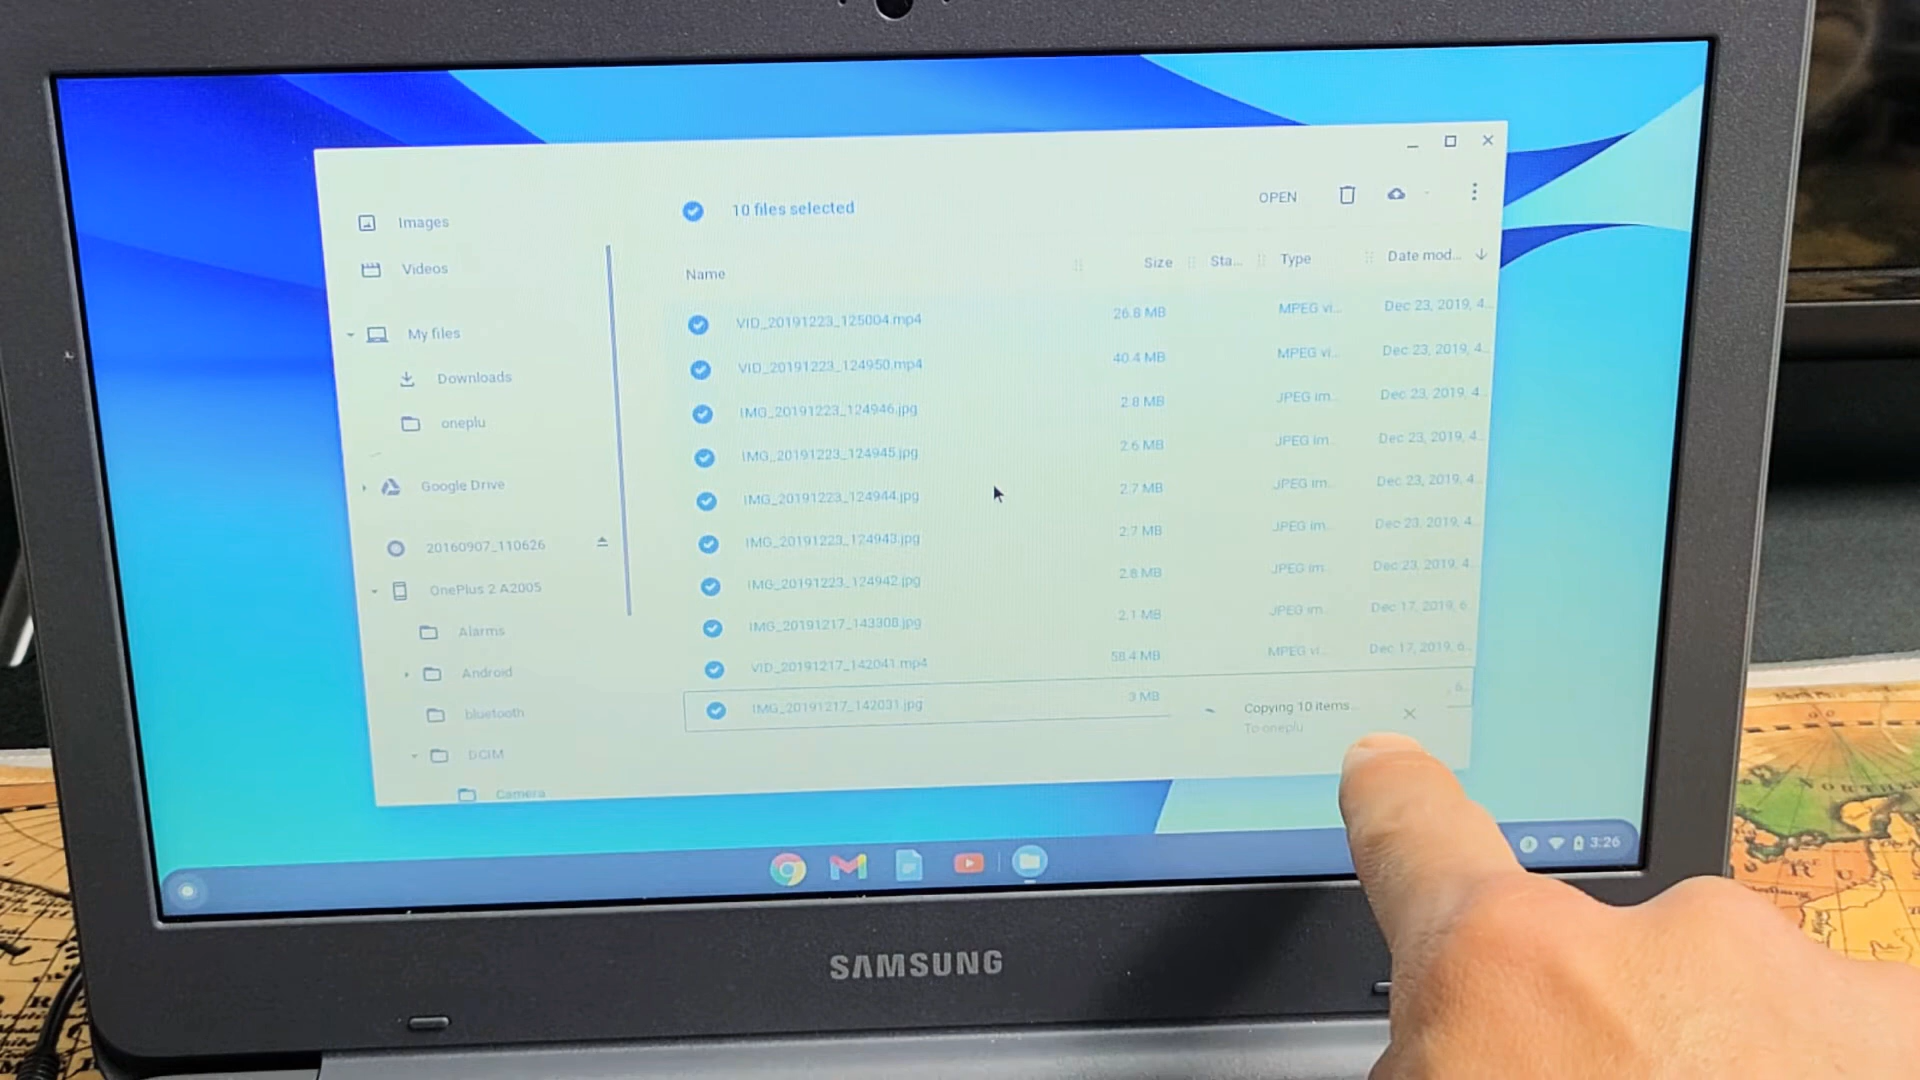 Images
Videos
My files
Downloads
oneplu
Google Drive
20160907_110626
OnePlus 2 A2005
Alarms
Android
bluetooth
DCIM
Camera
10 files selected
OPEN
Name Size Sta... Type Date mod...
VID_20191223_125004.mp4 26.8 MB MPEG vi... Dec 23, 2019, 4...
VID_20191223_124950.mp4 40.4 MB MPEG vi... Dec 23, 2019, 4...
IMG_20191223_124946.jpg 2.8 MB JPEG im... Dec 23, 2019, 4...
IMG_20191223_124945.jpg 2.6 MB JPEG im... Dec 23, 2019, 4...
IMG_20191223_124944.jpg 2.7 MB JPEG im... Dec 23, 2019, 4...
IMG_20191223_124943.jpg 2.7 MB JPEG im... Dec 23, 2019, 4...
IMG_20191223_124942.jpg 2.8 MB JPEG im... Dec 23, 2019, 4...
IMG_20191217_143308.jpg 2.1 MB JPEG im... Dec 17, 2019, 6...
VID_20191217_142041.mp4 58.4 MB MPEG vi... Dec 17, 2019, 6...
IMG_20191217_142031.jpg 3 MB 6...
Copying 10 items...
To oneplu
3:26
SAMSUNG